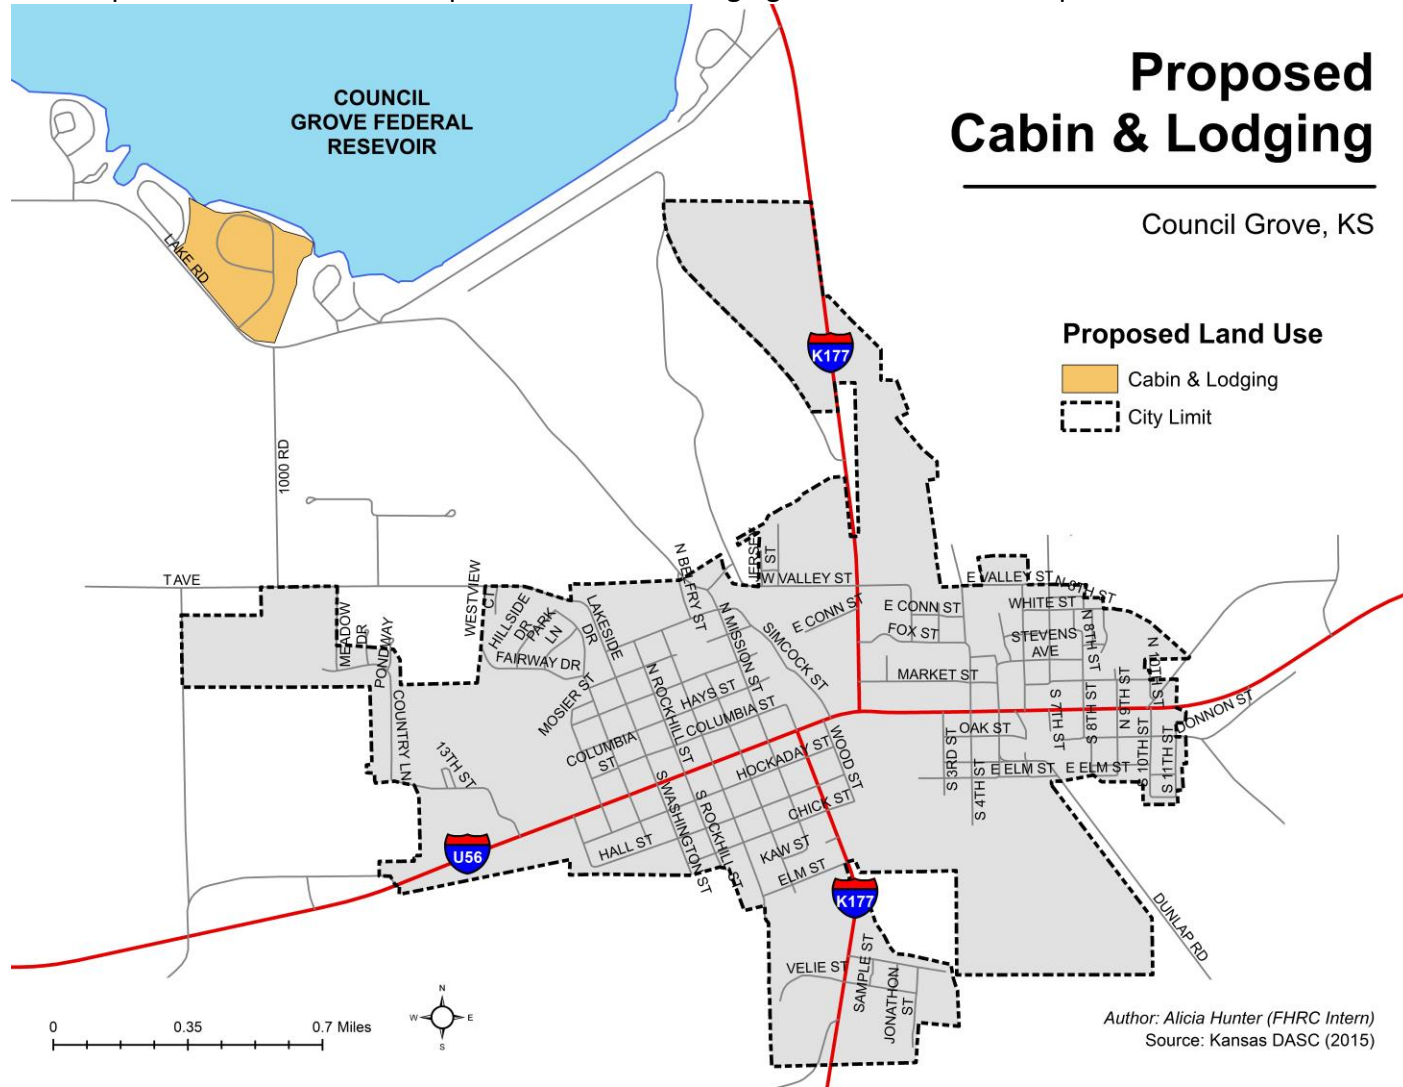 Proposed
Cabin & Lodging
Council Grove, KS
COUNCIL
GROVE FEDERAL
RESEVOIR
Proposed Land Use
Cabin & Lodging
City Limit
LAKE RD
K177
1000 RD
T AVE
MEADOW
DR
POND WAY
COUNTRY LN
WESTVIEW
CT
HILLSIDE
DR
PARK
LN
FAIRWAY DR
LAKESIDE
DR
N BELFRY ST
JERSEY
ST
W VALLEY ST
E CONN ST
N MISSION ST
SIMCOCK ST
E CONN ST
FOX ST
MARKET ST
E VALLEY ST
N 9TH ST
WHITE ST
STEVENS
AVE
N 8TH ST
N 10TH ST
N 9TH ST
MOSIER ST
N ROCKHILL ST
HAYS ST
COLUMBIA ST
COLUMBIA
ST
HOCKADAY ST
WOOD ST
CHICK ST
KAW ST
ELM ST
13TH ST
HALL ST
S WASHINGTON ST
S ROCKHILL ST
U56
K177
OAK ST
S 3RD ST
S 4TH ST
E ELM ST
S 7TH ST
S 8TH ST
E ELM ST
S 10TH ST
S 11TH ST
DONNON ST
DUNLAP RD
VELIE ST
SAMPLE ST
JONATHON
ST
0 0.35 0.7 Miles
N
W E
S
Author: Alicia Hunter (FHRC Intern)
Source: Kansas DASC (2015)